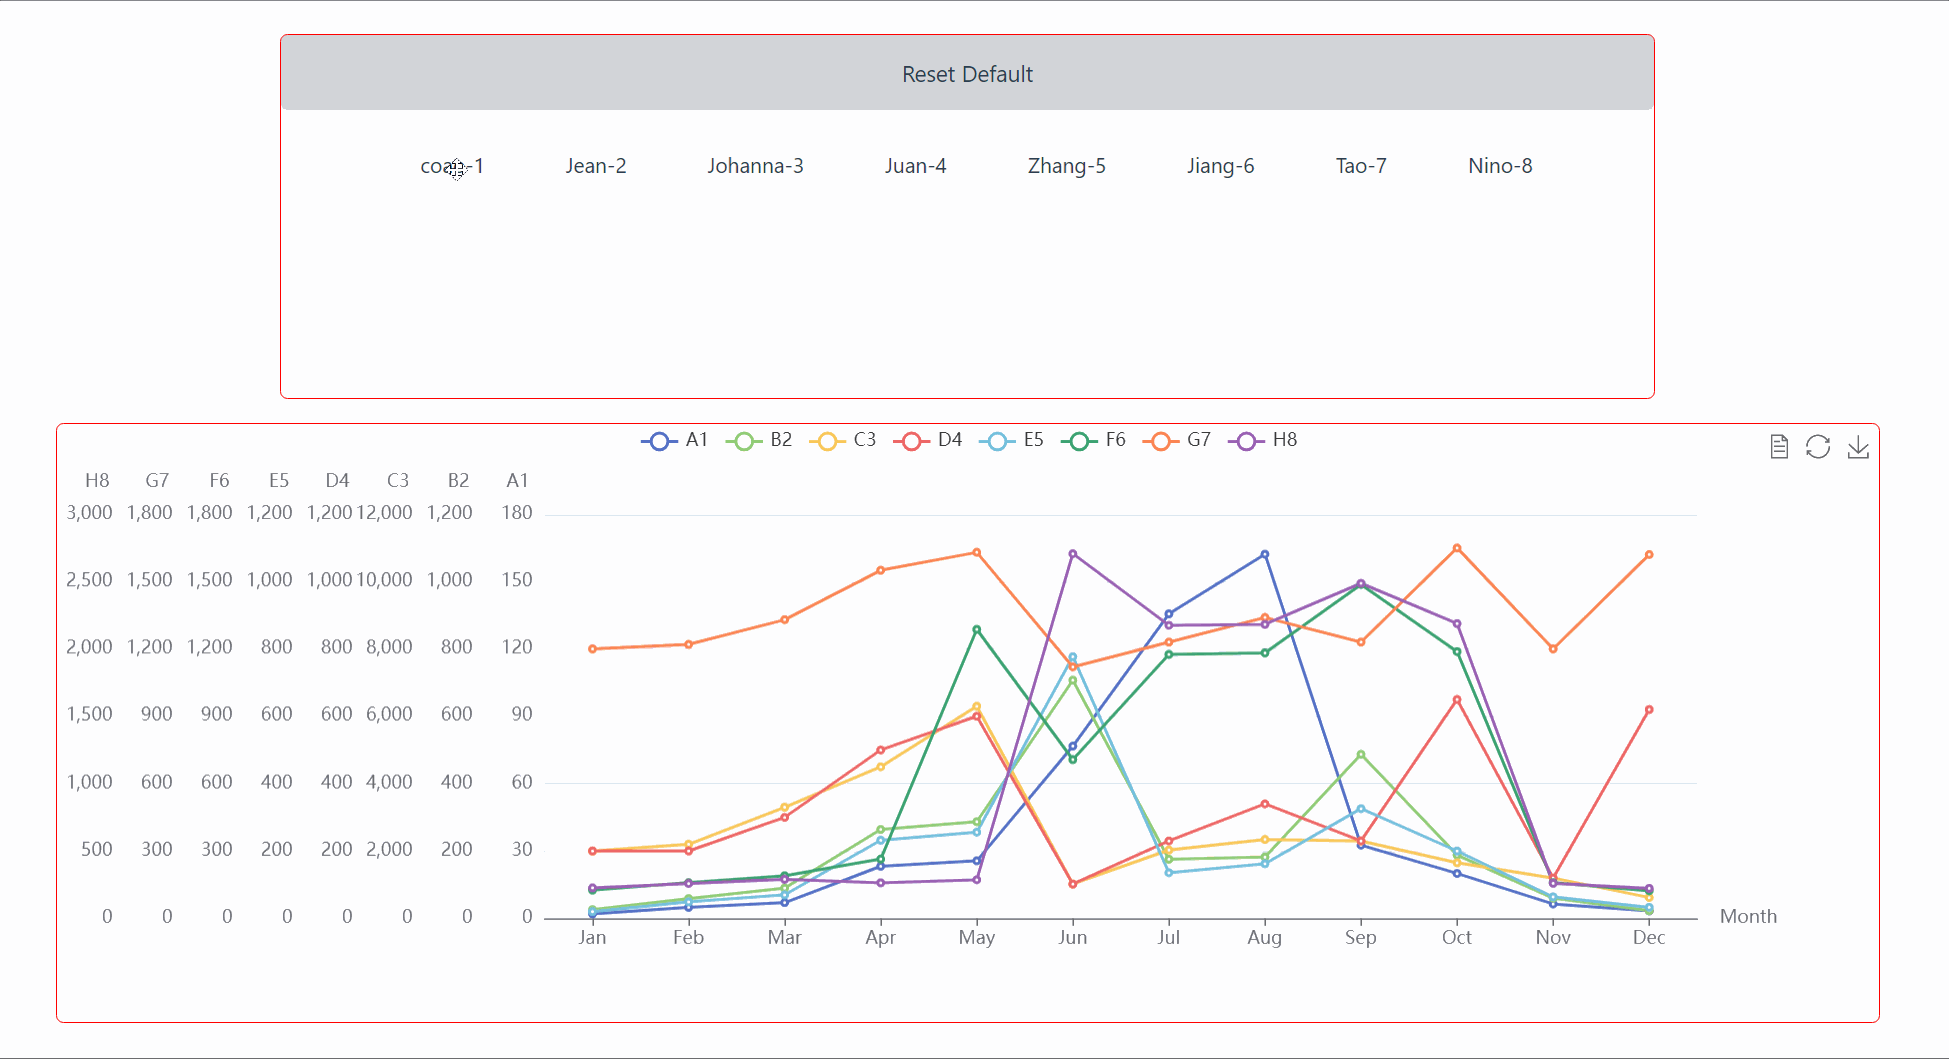 Reset Default
Jean-2 Johanna-3 Juan-4 Zhang-5 Jiang-6 Tao-7 Nino-8
A1 B2 C3 D4 E5 F6 G7 H8
H8 G7 F6 E5 D4 C3 B2 A1
3,000 1,800 1,800 1,200 1,200 12,000 1,200 180
2,500 1,500 1,500 1,000 1,000 10,000 1,000 150
2,000 1,200 1,200 800 800 8,000 800 120
1,500 900 900 600 600 6,000 600 90
1,000 600 600 400 400 4,000 400 60
500 300 300 200 200 2,000 200 30
0 0 0 0 0 0 0 0 Month
Jan Feb Mar Apr May Jun Jul Aug Sep Oct Nov Dec